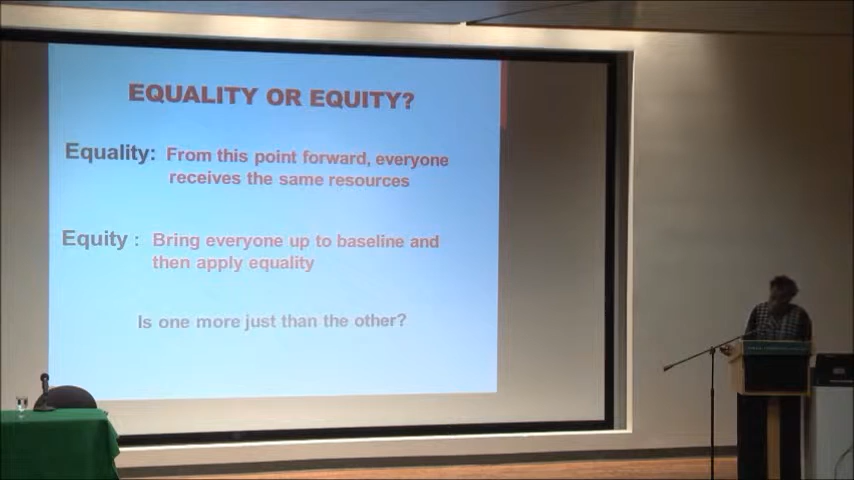 EQUALITY OR EQUITY?
Equality: From this point forward, everyone
receives the same resources
Equity : Bring everyone up to baseline and
then apply equality
Is one more just than the other?